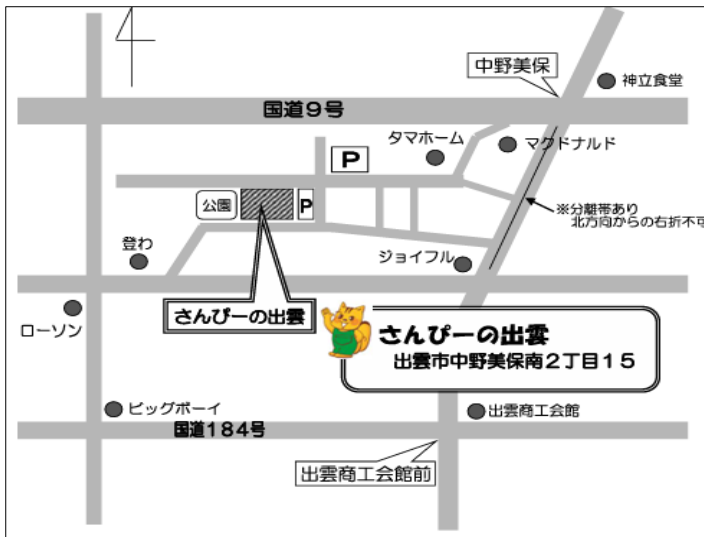 中野美保
神立食堂
国道9号
タマホーム
マクドナルド
P
公園
P
※分離帯あり
北方向からの右折不可
登わ
ジョイフル
さんぴーの出雲
ローソン
さんぴーの出雲
出雲市中野美保南2丁目15
ビッグボーイ
出雲商工会館
国道184号
出雲商工会館前